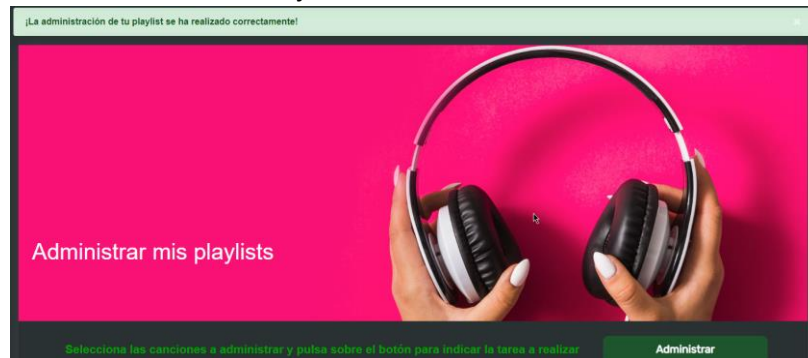 ¡La administración de tu playlist se ha realizado correctamente!
Administrar mis playlists
Selecciona las canciones a administrar y pulsa sobre el botón para indicar la tarea a realizar
Administrar